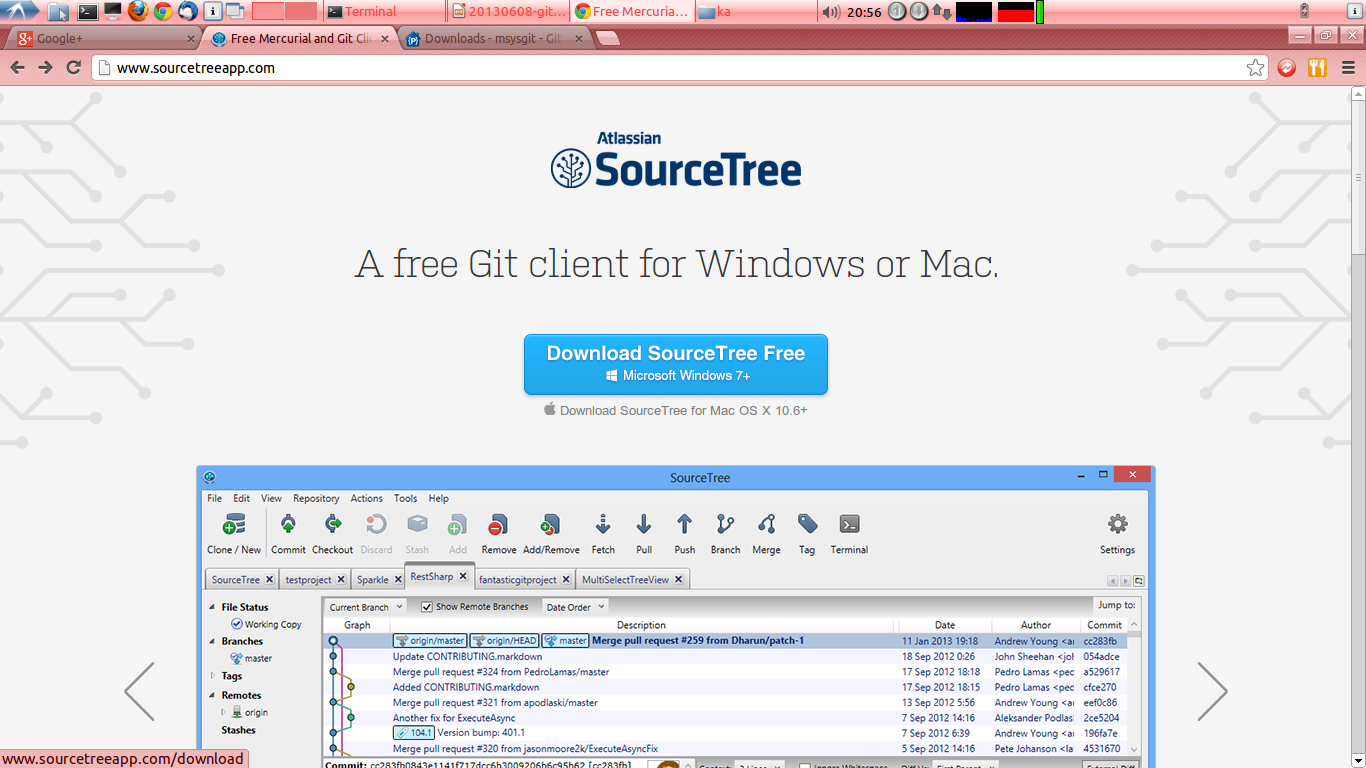 Terminal
20130608-git...
Free Mercuria...
ka
20:56
Google+
Free Mercurial and Git Cli
Downloads - msysgit - Git
www.sourcetreeapp.com
Atlassian
SourceTree
A free Git client for Windows or Mac.
Download SourceTree Free
Microsoft Windows 7+
Download SourceTree for Mac OS X 10.6+
SourceTree
File Edit View Repository Actions Tools Help
Clone / New Commit Checkout Discard Stash Add Remove Add/Remove Fetch Pull Push Branch Merge Tag Terminal Settings
SourceTree testproject Sparkle RestSharp fantasticgitproject MultiSelectTreeView
File Status
Working Copy
Branches
master
Tags
Remotes
origin
Stashes
Current Branch Show Remote Branches Date Order Jump to:
Graph Description Date Author Commit
origin/master origin/HEAD master Merge pull request #259 from Dharun/patch-1 11 Jan 2013 19:18 Andrew Young <an cc283fb
Update CONTRIBUTING.markdown 18 Sep 2012 0:26 John Sheehan <joh 054adce
Merge pull request #324 from PedroLamas/master 17 Sep 2012 18:18 Pedro Lamas <pec a529617
Added CONTRIBUTING.markdown 17 Sep 2012 18:15 Pedro Lamas <pec cfce270
Merge pull request #321 from apodlaski/master 13 Sep 2012 5:56 Andrew Young <an eef0c86
Another fix for ExecuteAsync 7 Sep 2012 14:16 Aleksander Podlas 2ce5204
104.1 Version bump: 401.1 7 Sep 2012 6:39 Andrew Young <an 196fa7e
Merge pull request #320 from jasonmoore2k/ExecuteAsyncFix 5 Sep 2012 14:16 Pete Johanson <la 4531670
www.sourcetreeapp.com/download